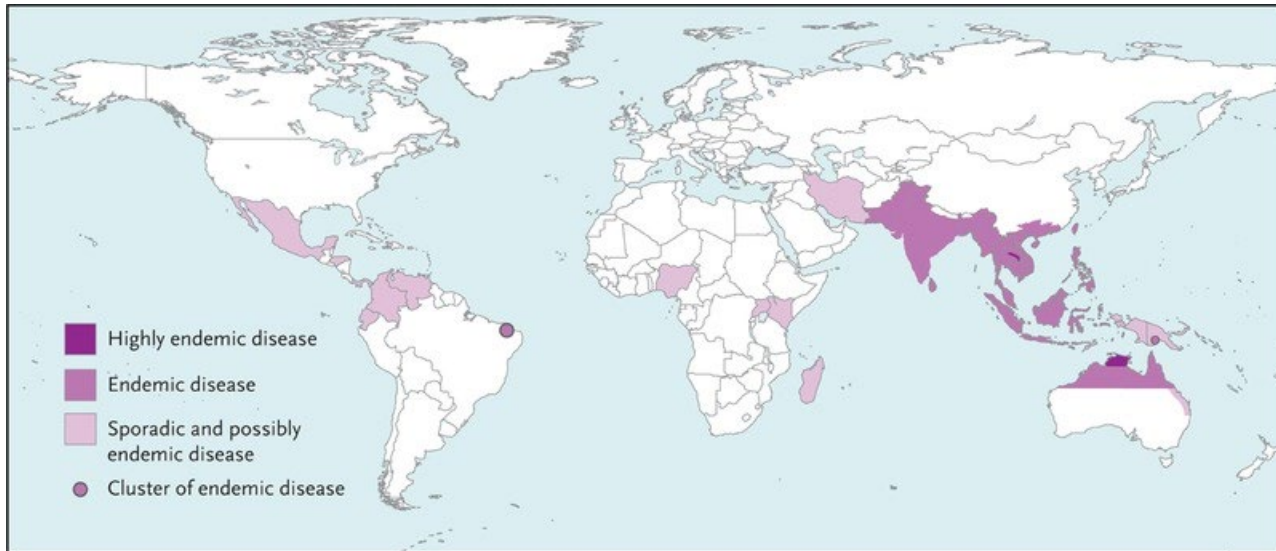 Highly endemic disease
Endemic disease
Sporadic and possibly
endemic disease
Cluster of endemic disease